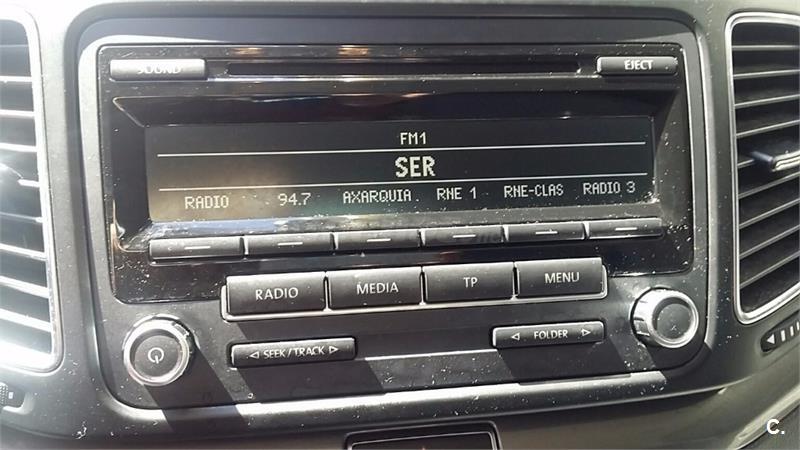 SOUND
EJECT
FM1
SER
RADIO 94.7 AXARQUIA RNE 1 RNE-CLAS RADIO 3
RADIO MEDIA TP MENU
◁ SEEK/TRACK ▷
◁ FOLDER ▷
C.